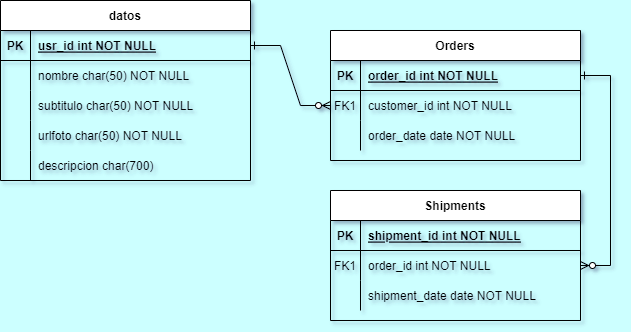 datos
PK usr_id int NOT NULL
nombre char(50) NOT NULL
subtitulo char(50) NOT NULL
urlfoto char(50) NOT NULL
descripcion char(700)
Orders
PK order_id int NOT NULL
FK1 customer_id int NOT NULL
order_date date NOT NULL
Shipments
PK shipment_id int NOT NULL
FK1 order_id int NOT NULL
shipment_date date NOT NULL